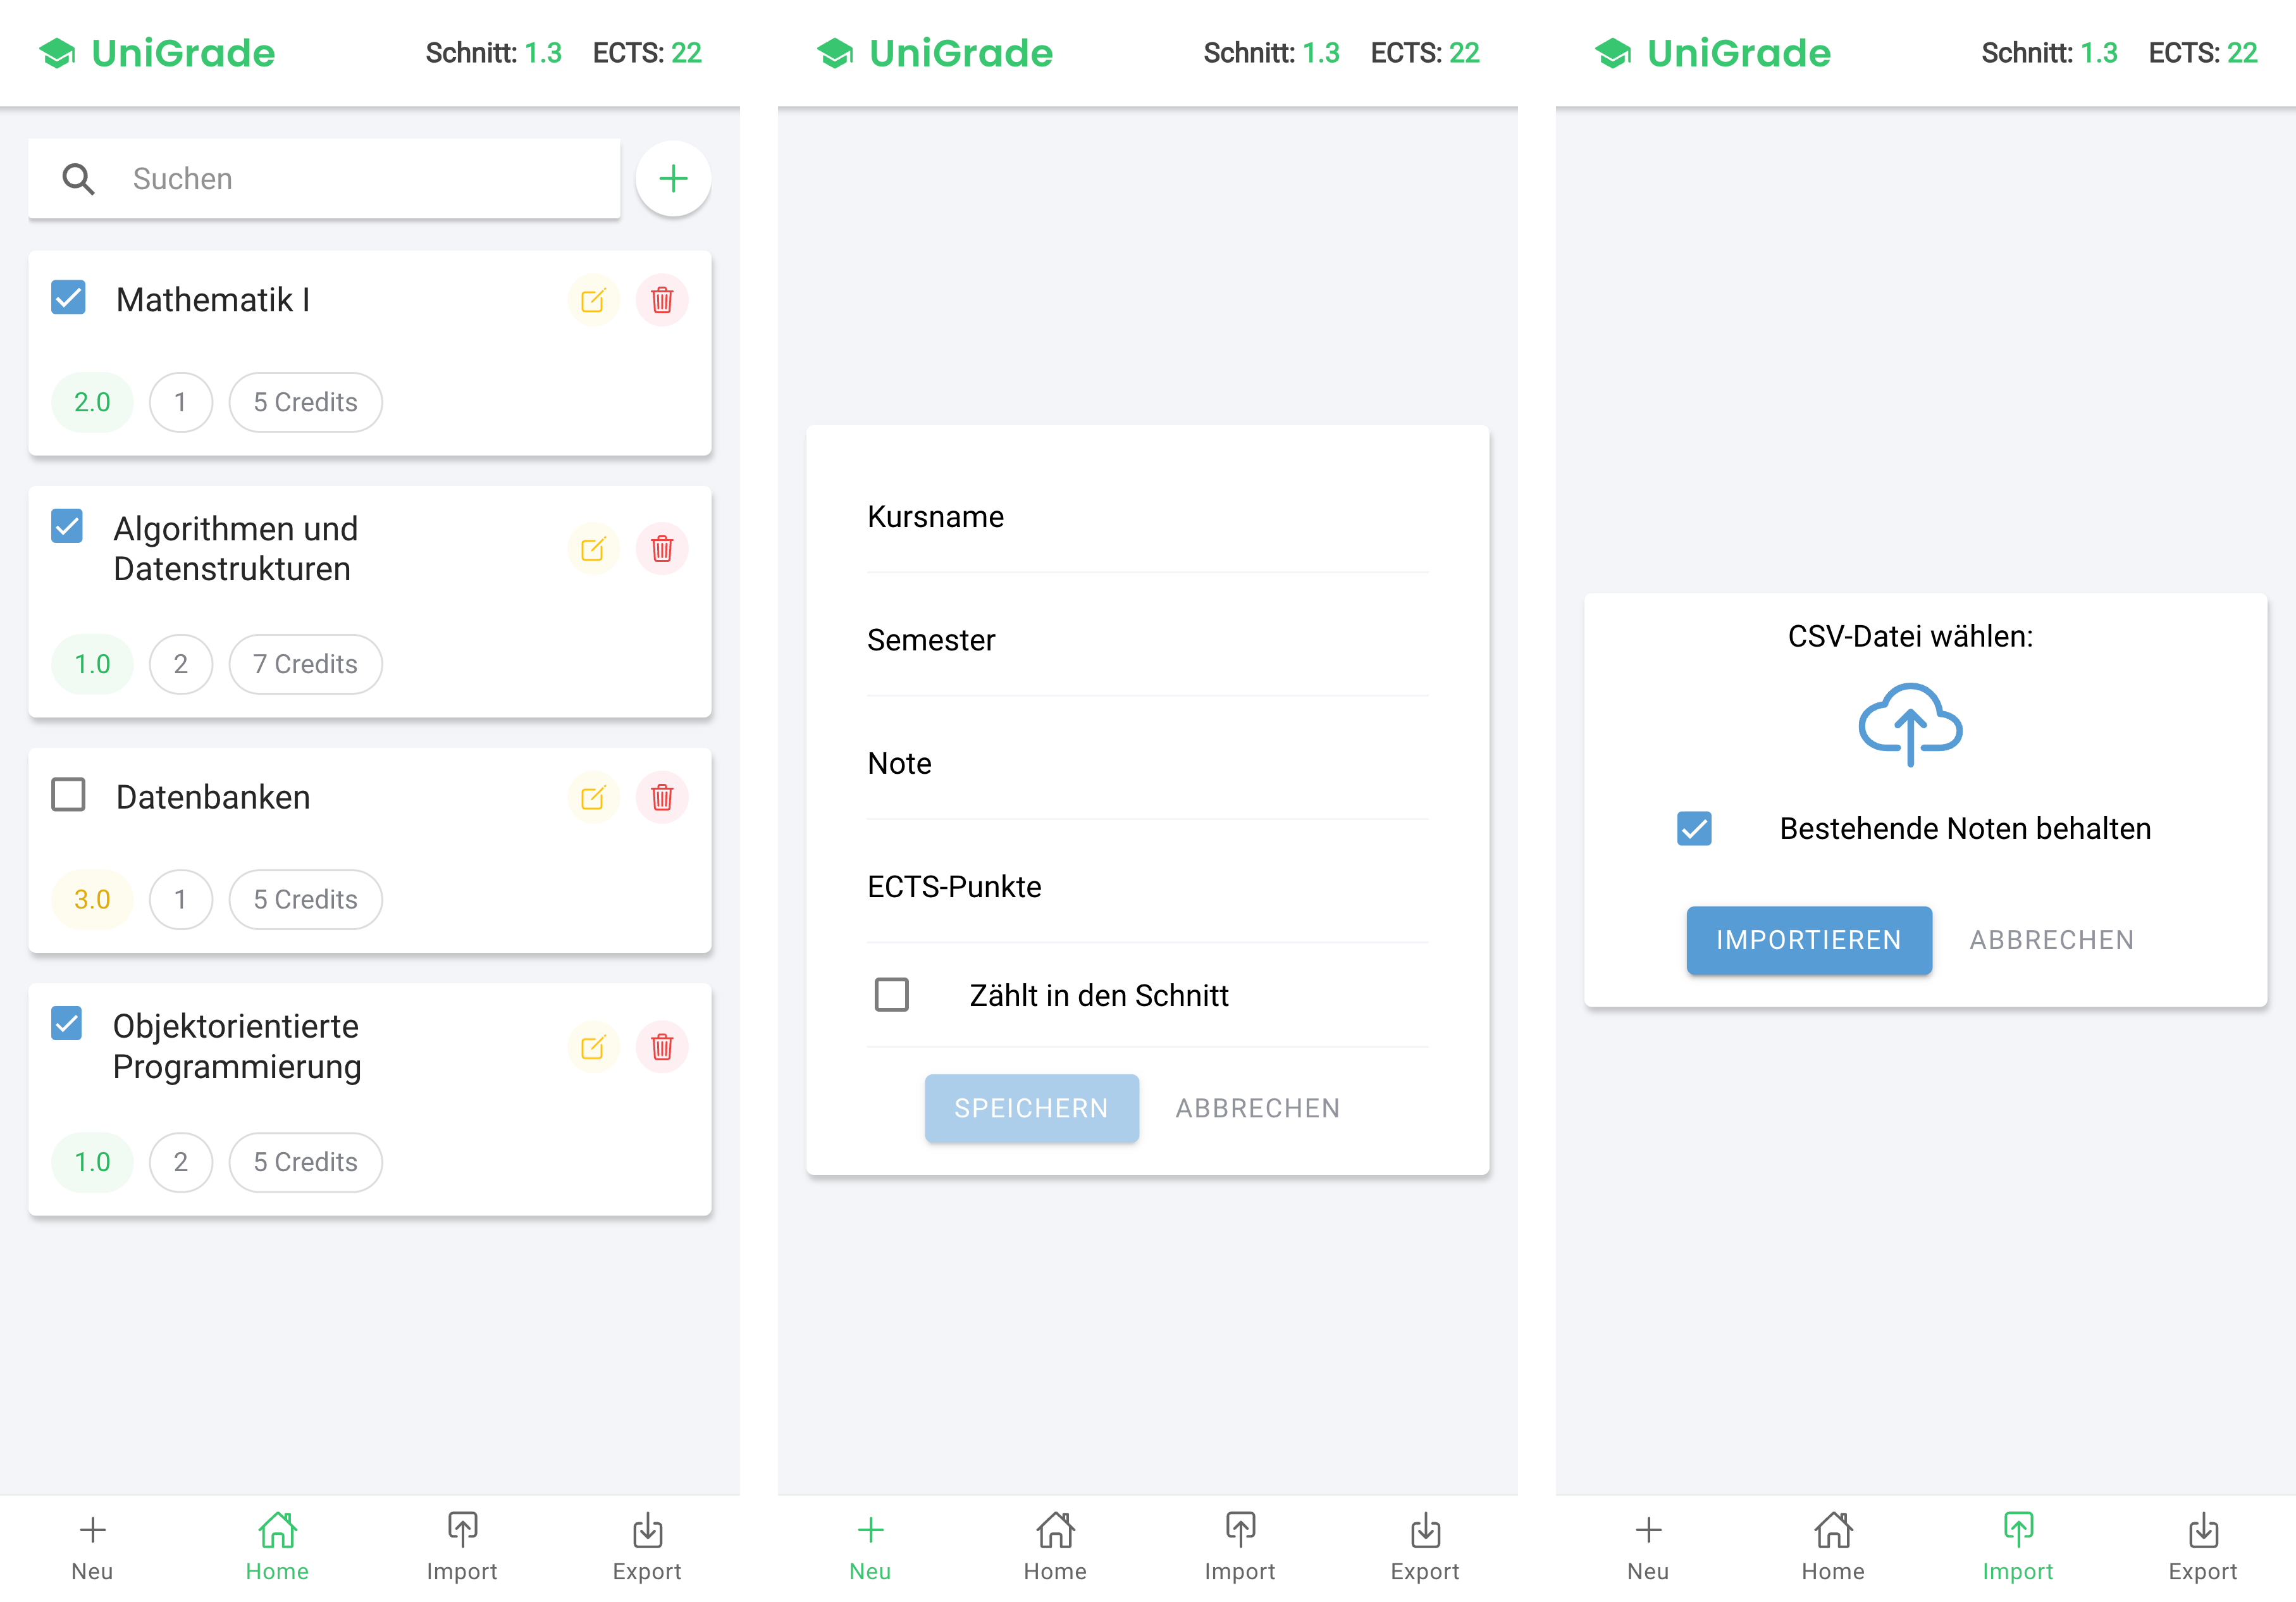 UniGrade
Schnitt: 1.3 ECTS: 22
Suchen
Mathematik I
2.0 1 5 Credits
Algorithmen und
Datenstrukturen
1.0 2 7 Credits
Datenbanken
3.0 1 5 Credits
Objektorientierte
Programmierung
1.0 2 5 Credits
Neu Home Import Export
UniGrade
Schnitt: 1.3 ECTS: 22
Kursname
Semester
Note
ECTS-Punkte
Zählt in den Schnitt
SPEICHERN ABBRECHEN
Neu Home Import Export
UniGrade
Schnitt: 1.3 ECTS: 22
CSV-Datei wählen:
Bestehende Noten behalten
IMPORTIEREN ABBRECHEN
Neu Home Import Export